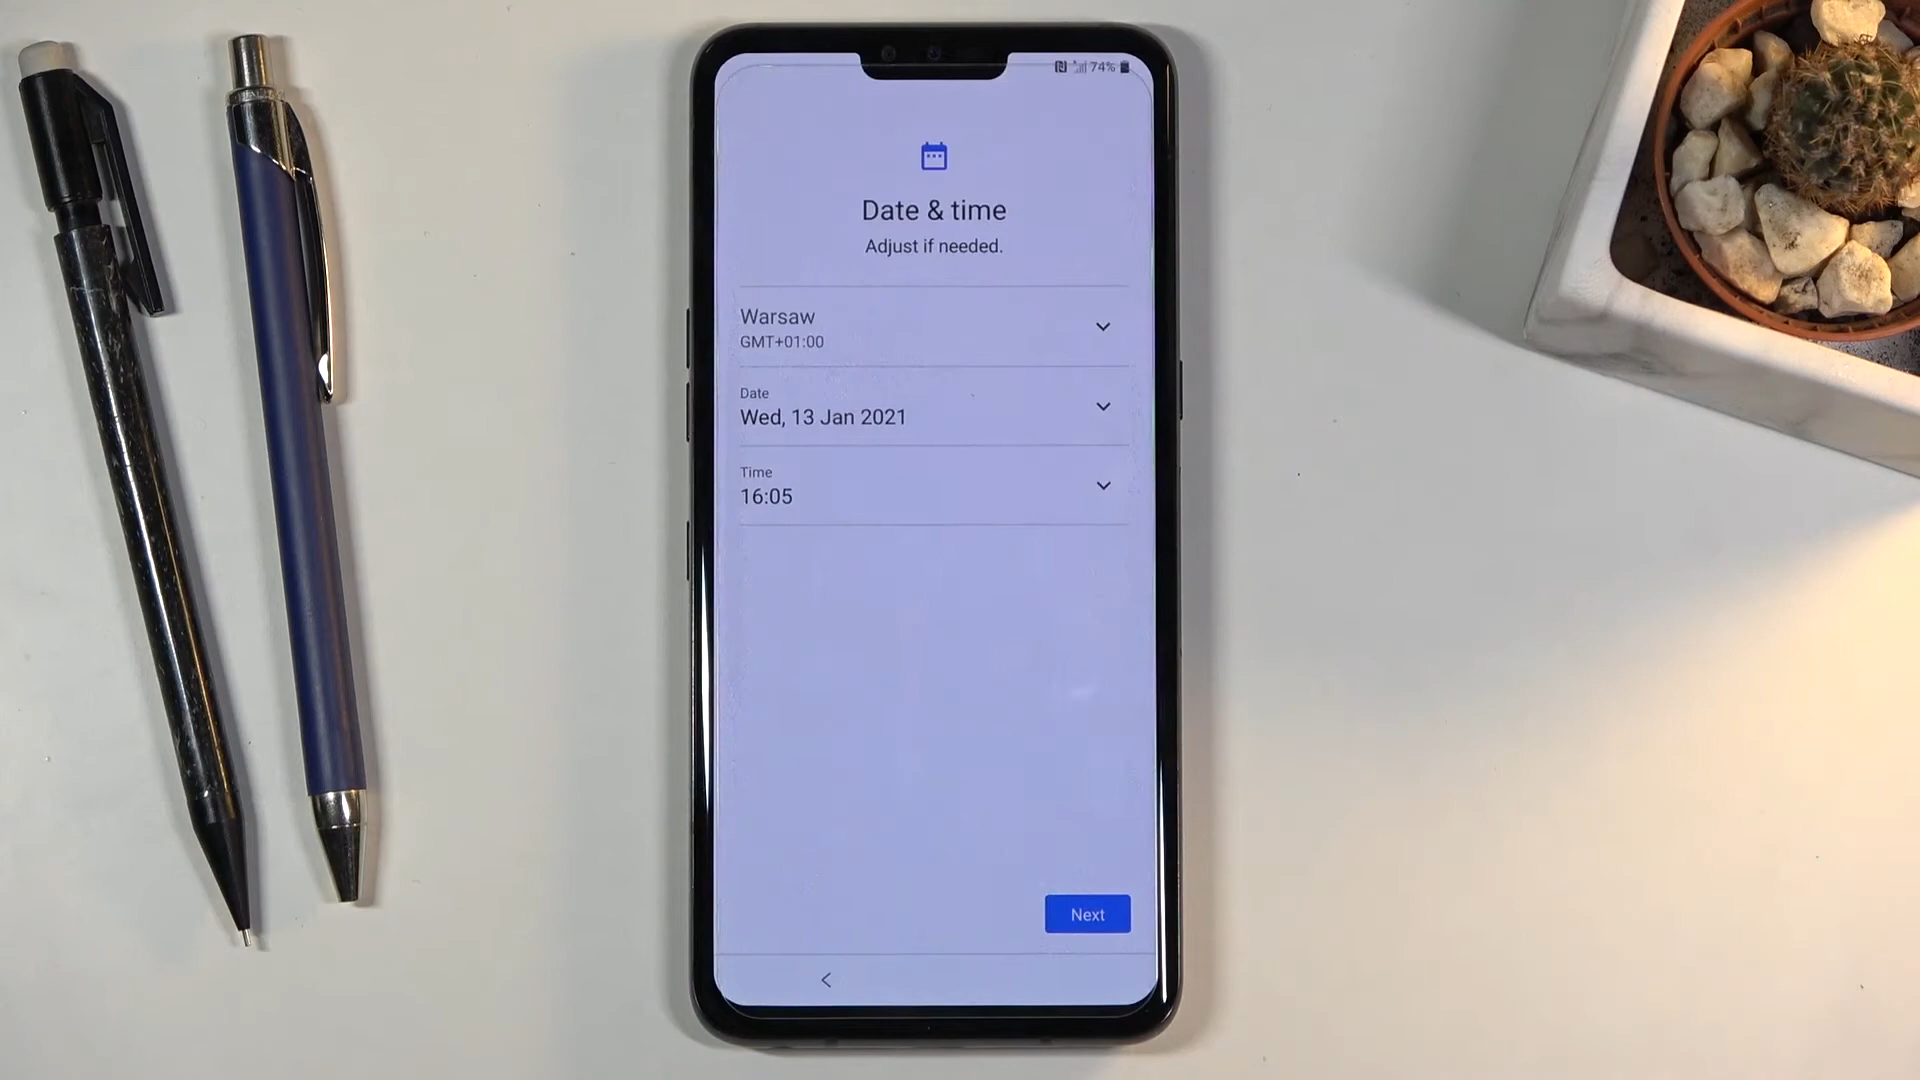 74%
Date & time
Adjust if needed.
Warsaw
GMT+01:00
Date
Wed, 13 Jan 2021
Time
16:05
Next